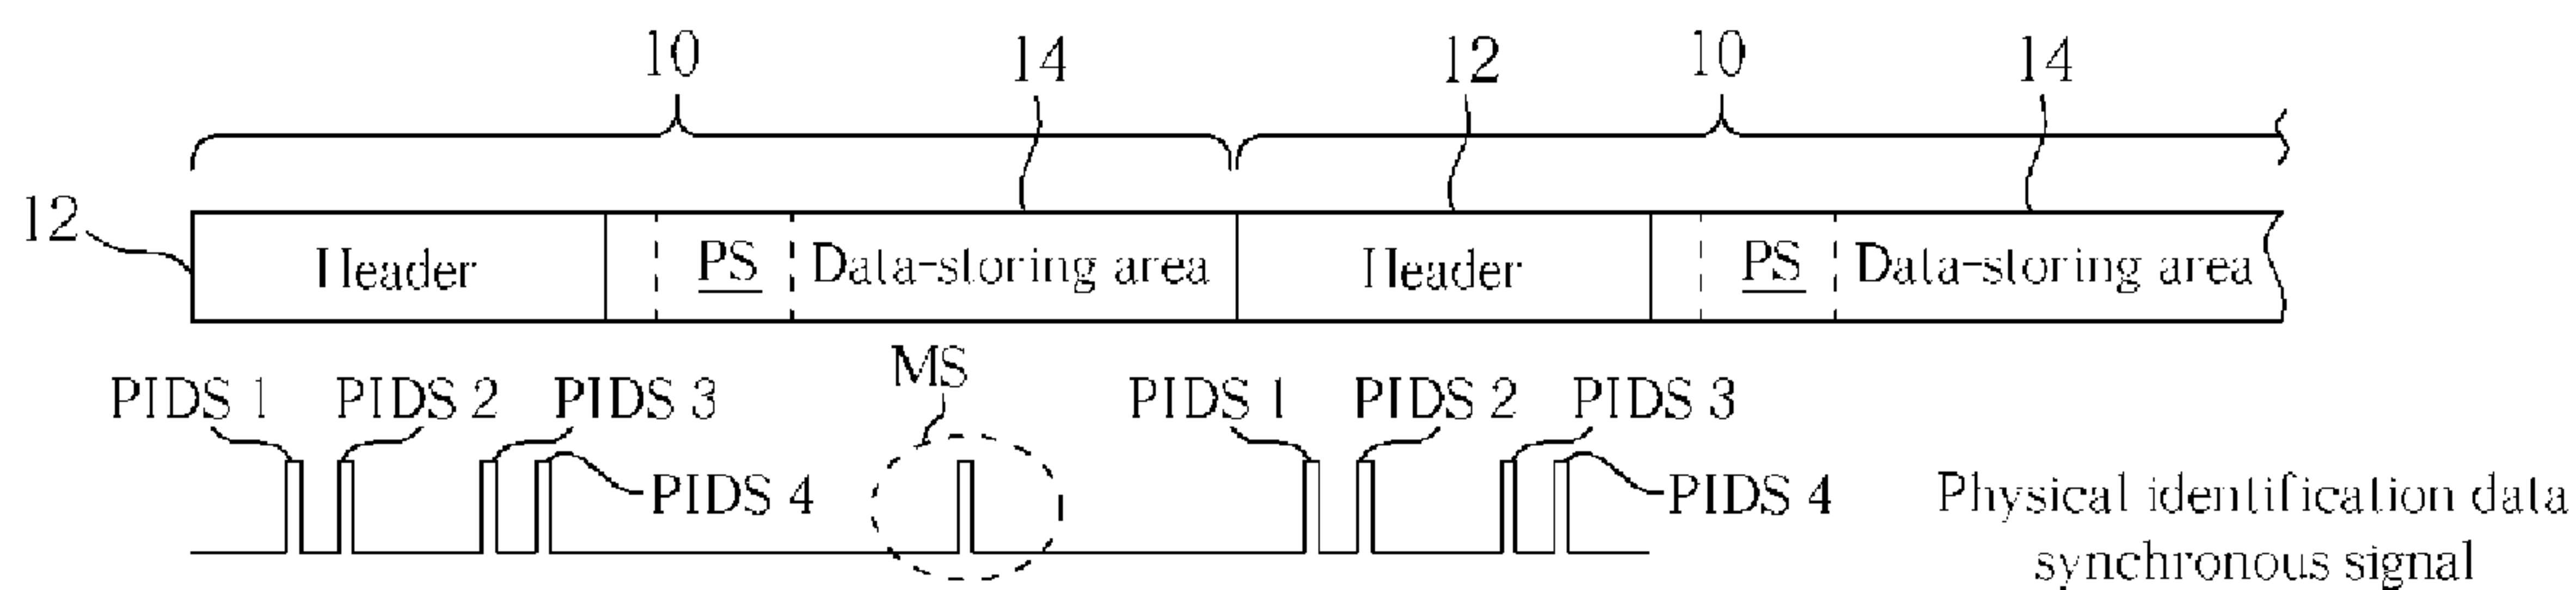 10 14 12 10 14
12 Header PS Data-storing area Header PS Data-storing area
MS
PIDS 1 PIDS 2 PIDS 3 PIDS 1 PIDS 2 PIDS 3
PIDS 4 PIDS 4 Physical identification data
synchronous signal